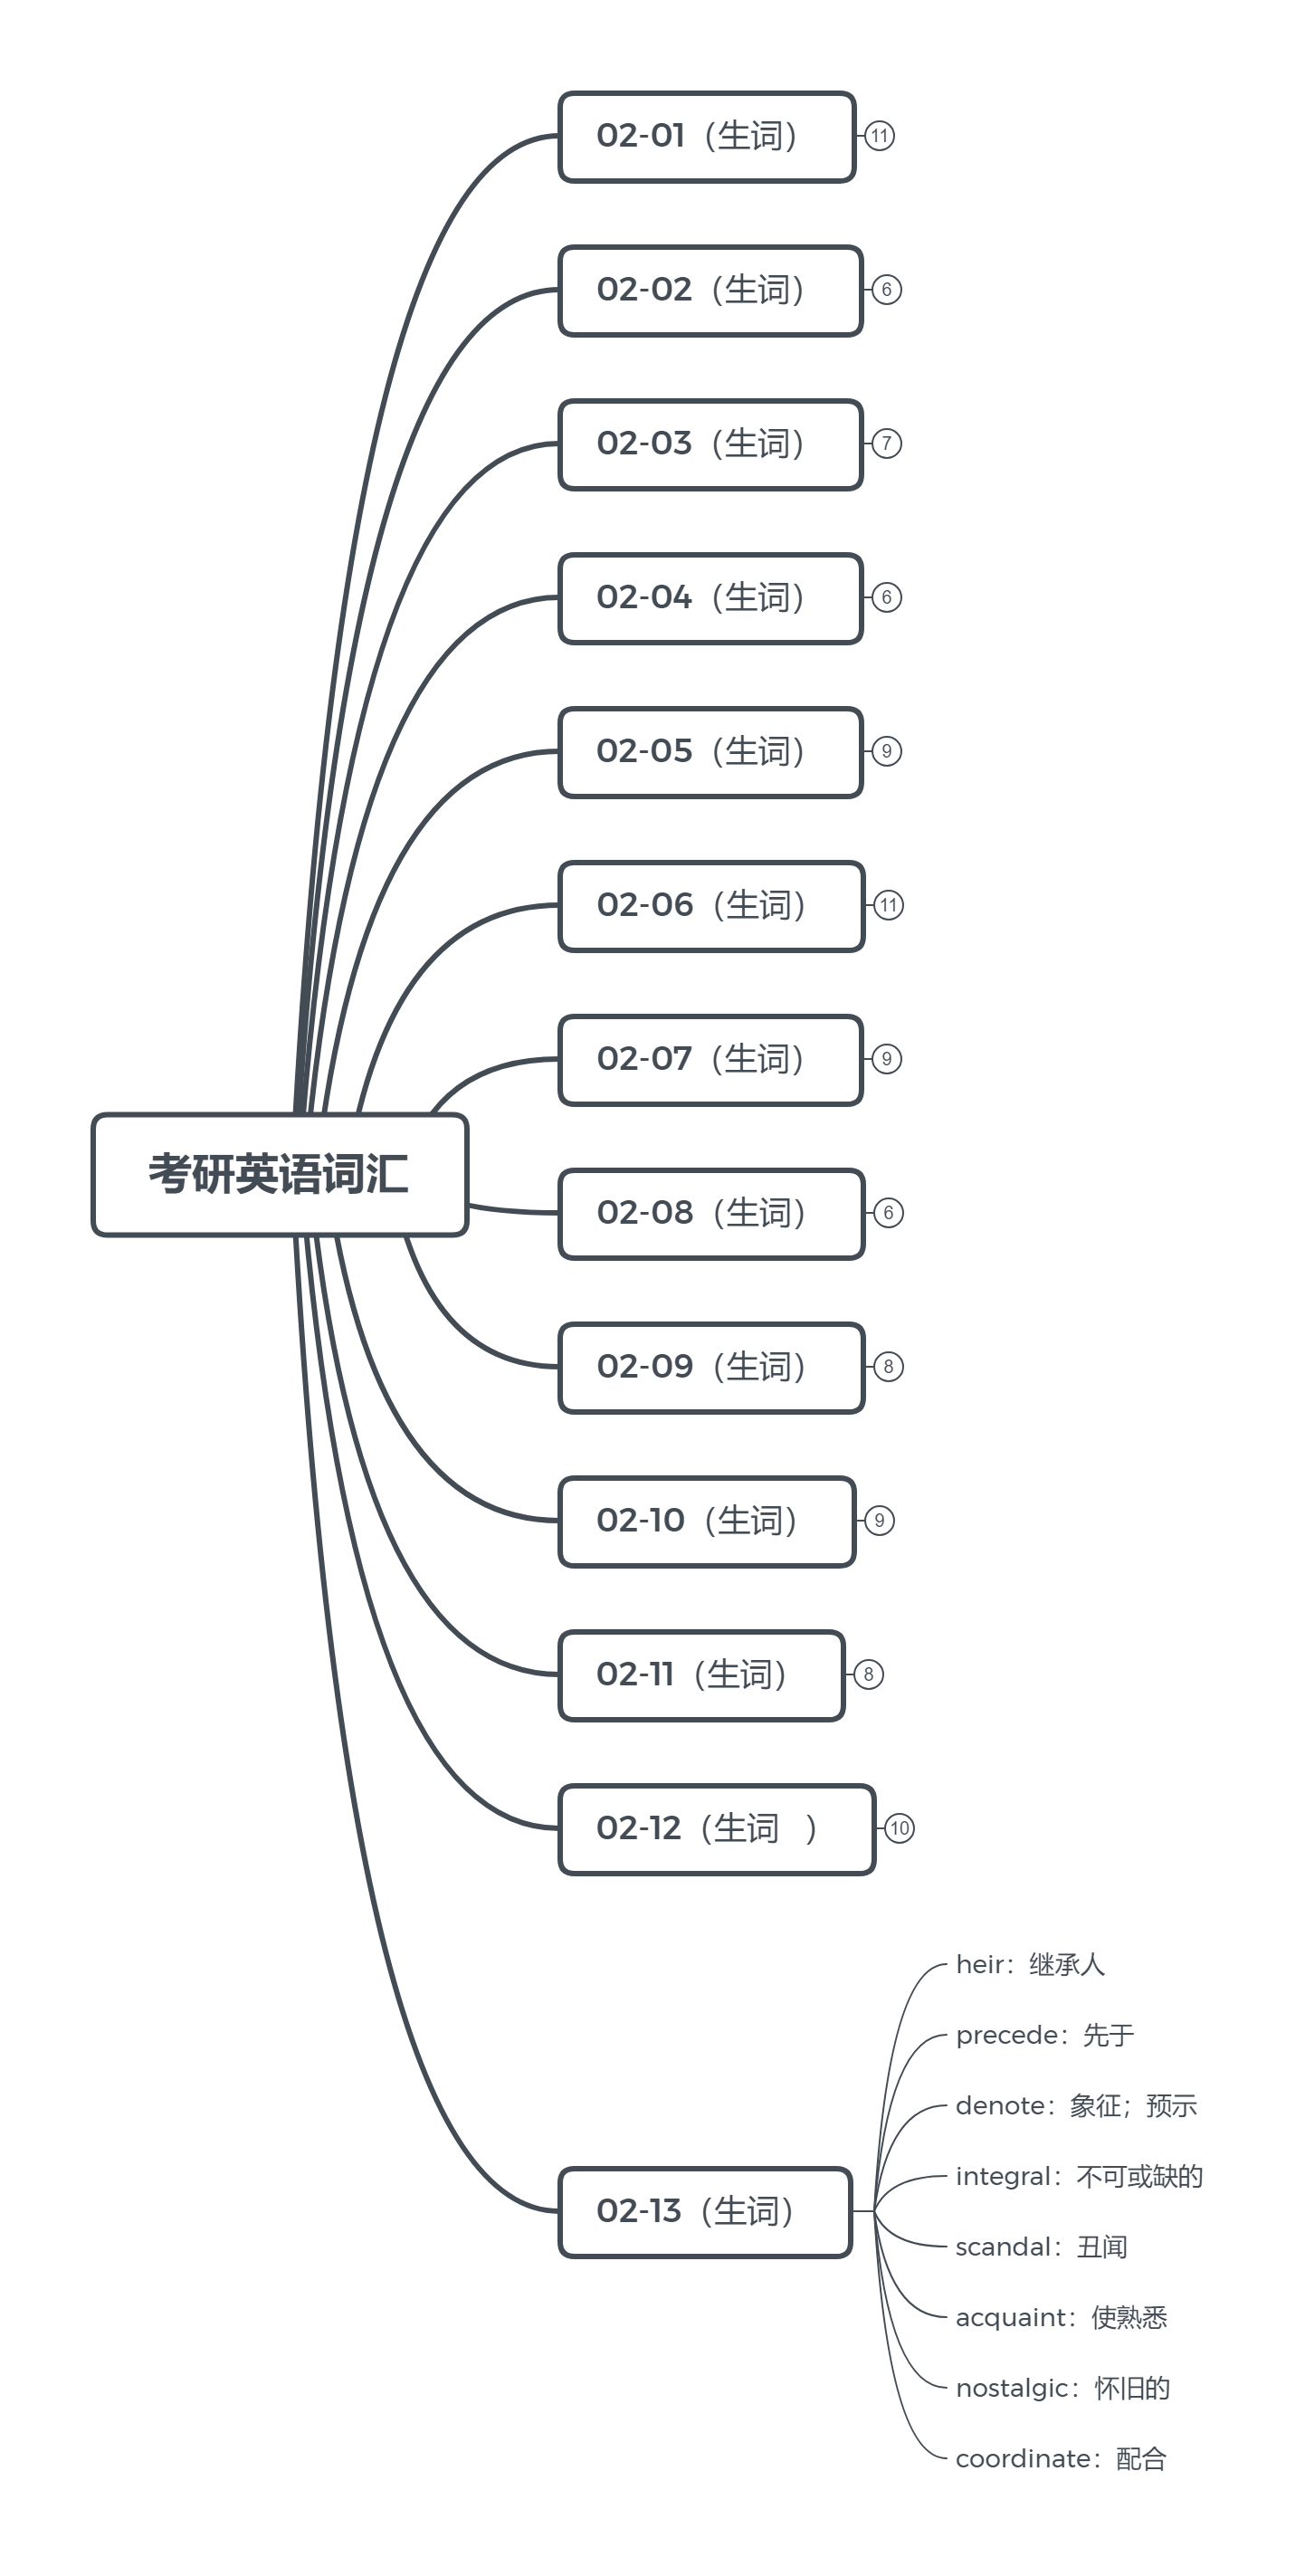 02-01（生词）
11
02-02（生词）
6
02-03（生词）
7
02-04（生词）
6
02-05（生词）
9
02-06（生词）
11
02-07（生词）
9
考研英语词汇
02-08（生词）
6
02-09（生词）
8
02-10（生词）
9
02-11（生词）
8
02-12（生词　）
10
02-13（生词）
heir：继承人
precede：先于
denote：象征；预示
integral：不可或缺的
scandal：丑闻
acquaint：使熟悉
nostalgic：怀旧的
coordinate：配合